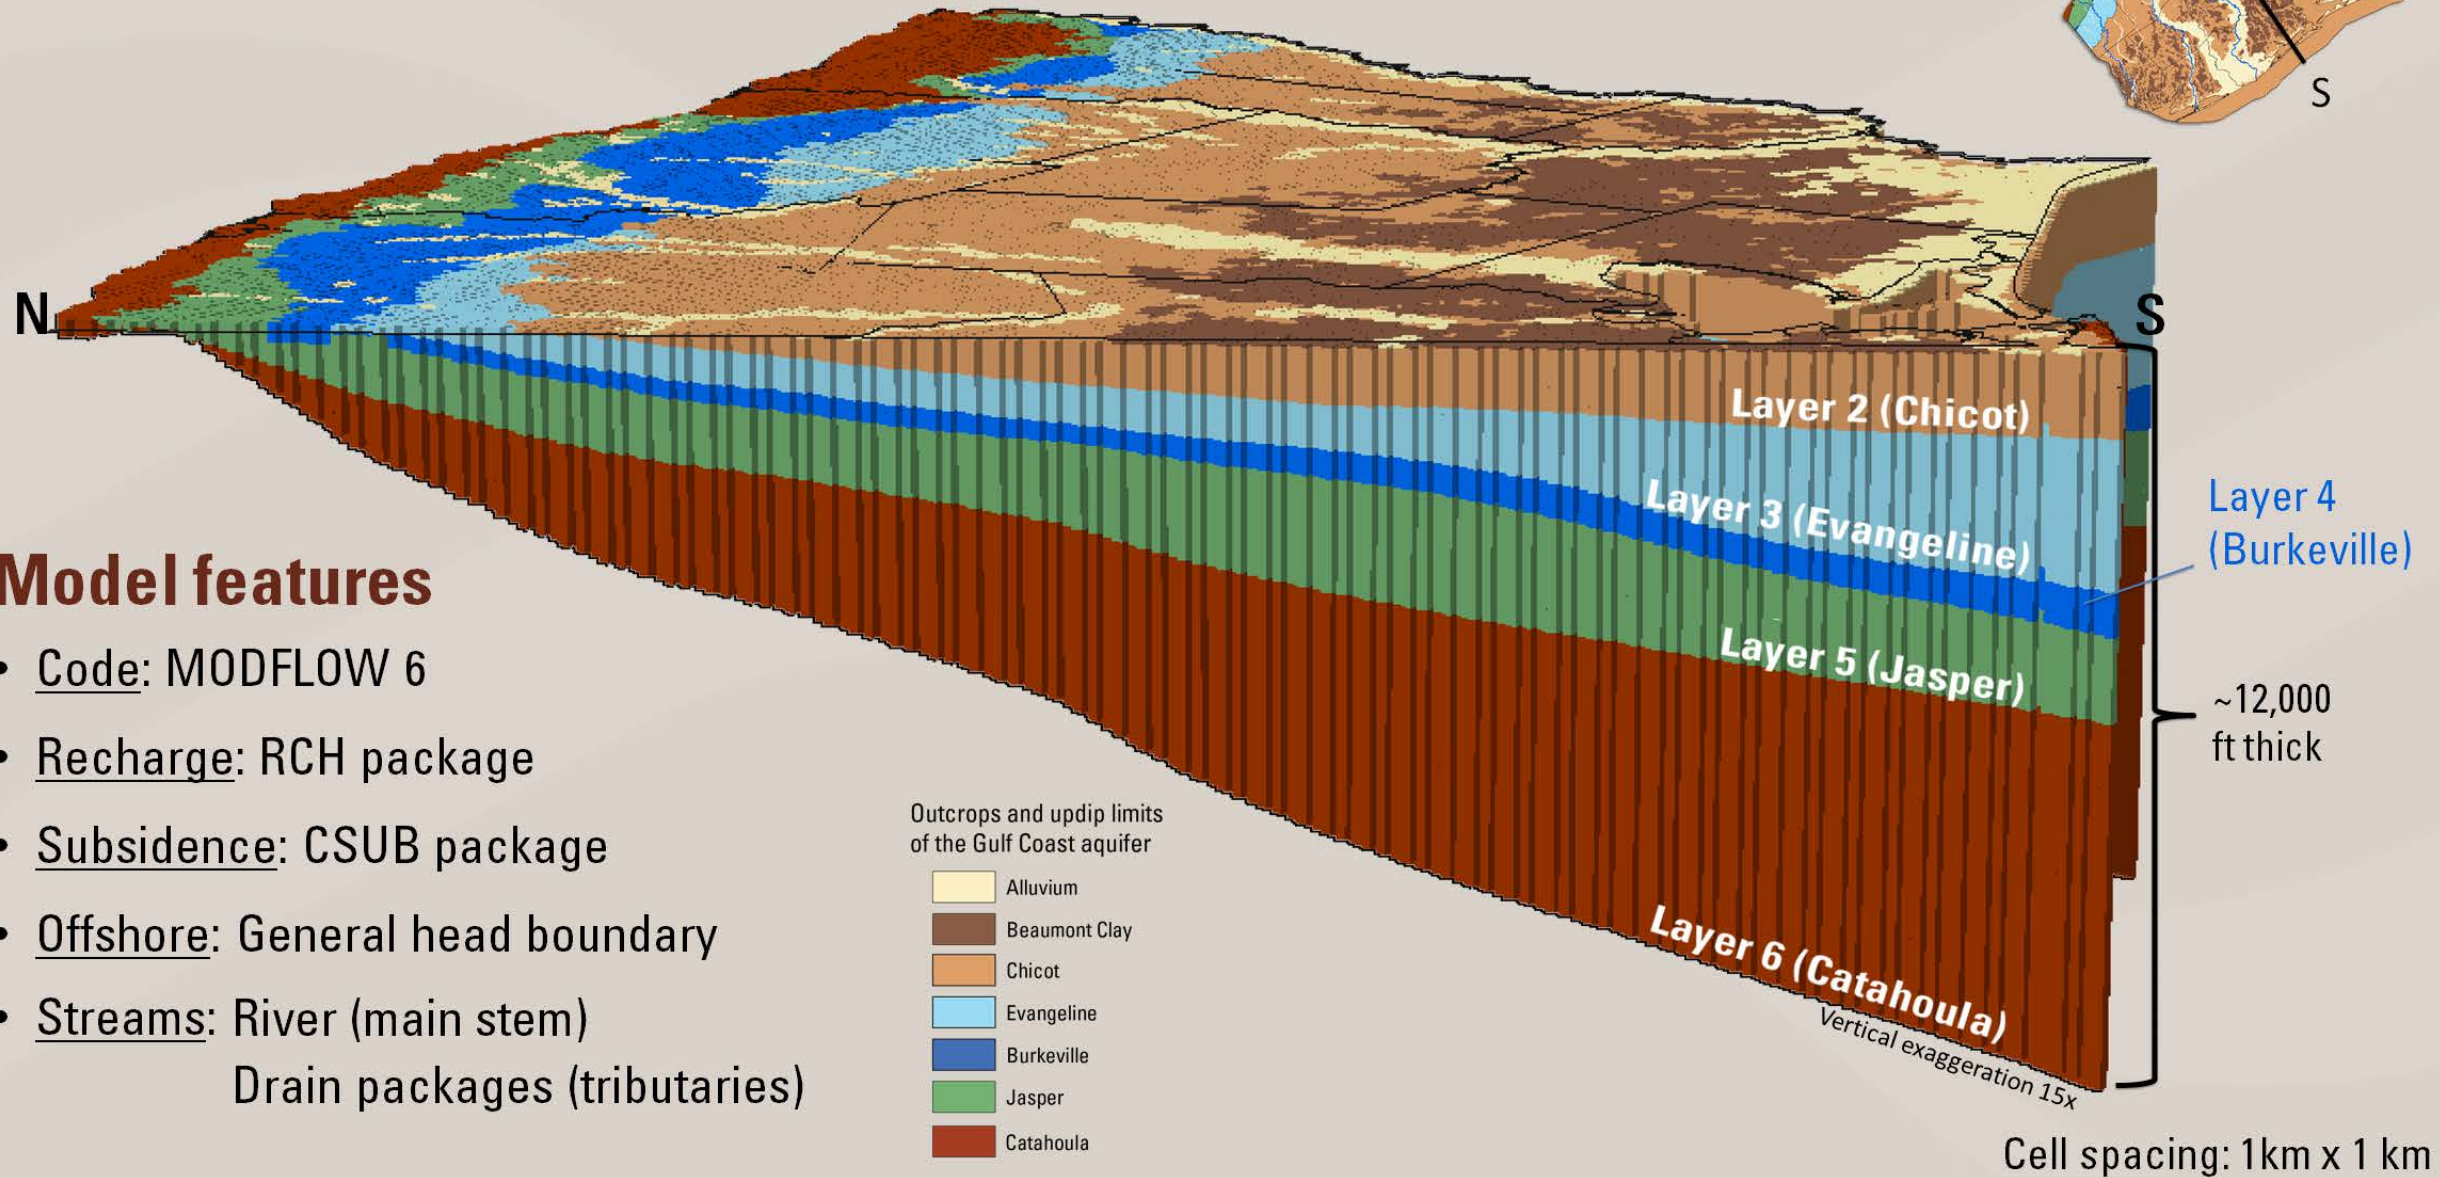 S
N
S
Layer 2 (Chicot)
Layer 3 (Evangeline)
Layer 4
(Burkeville)
Layer 5 (Jasper)
~12,000
ft thick
Layer 6 (Catahoula)
Vertical exaggeration 15x
Cell spacing: 1km x 1 km
Model features
• Code: MODFLOW 6
• Recharge: RCH package
• Subsidence: CSUB package
• Offshore: General head boundary
• Streams: River (main stem)
Drain packages (tributaries)
Outcrops and updip limits
of the Gulf Coast aquifer
Alluvium
Beaumont Clay
Chicot
Evangeline
Burkeville
Jasper
Catahoula